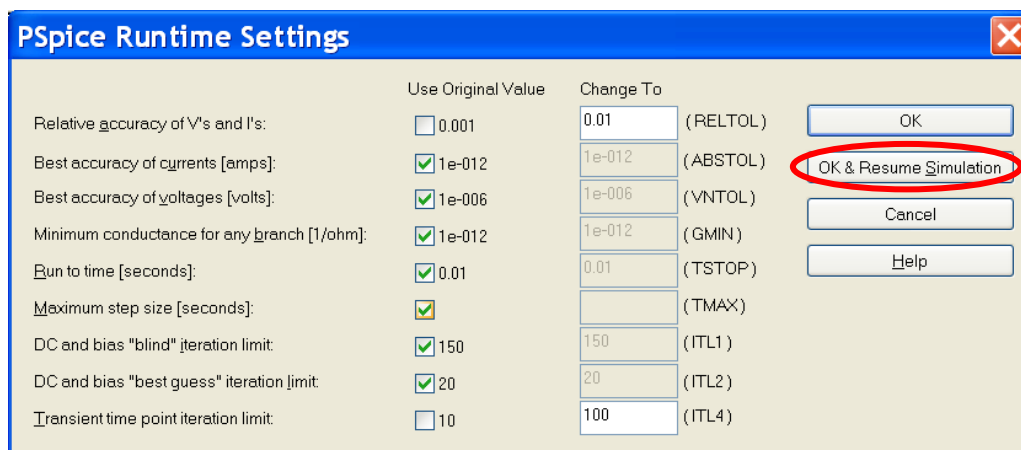 PSpice Runtime Settings
Use Original Value Change To
Relative accuracy of V's and I's: 0.001 0.01 (RELTOL) OK
Best accuracy of currents [amps]: 1e-012 1e-012 (ABSTOL) OK & Resume Simulation
Best accuracy of voltages [volts]: 1e-006 1e-006 (VNTOL) Cancel
Minimum conductance for any branch [1/ohm]: 1e-012 1e-012 (GMIN)
Run to time [seconds]: 0.01 0.01 (TSTOP) Help
Maximum step size [seconds]: (TMAX)
DC and bias "blind" iteration limit: 150 150 (ITL1)
DC and bias "best guess" iteration limit: 20 20 (ITL2)
Transient time point iteration limit: 10 100 (ITL4)